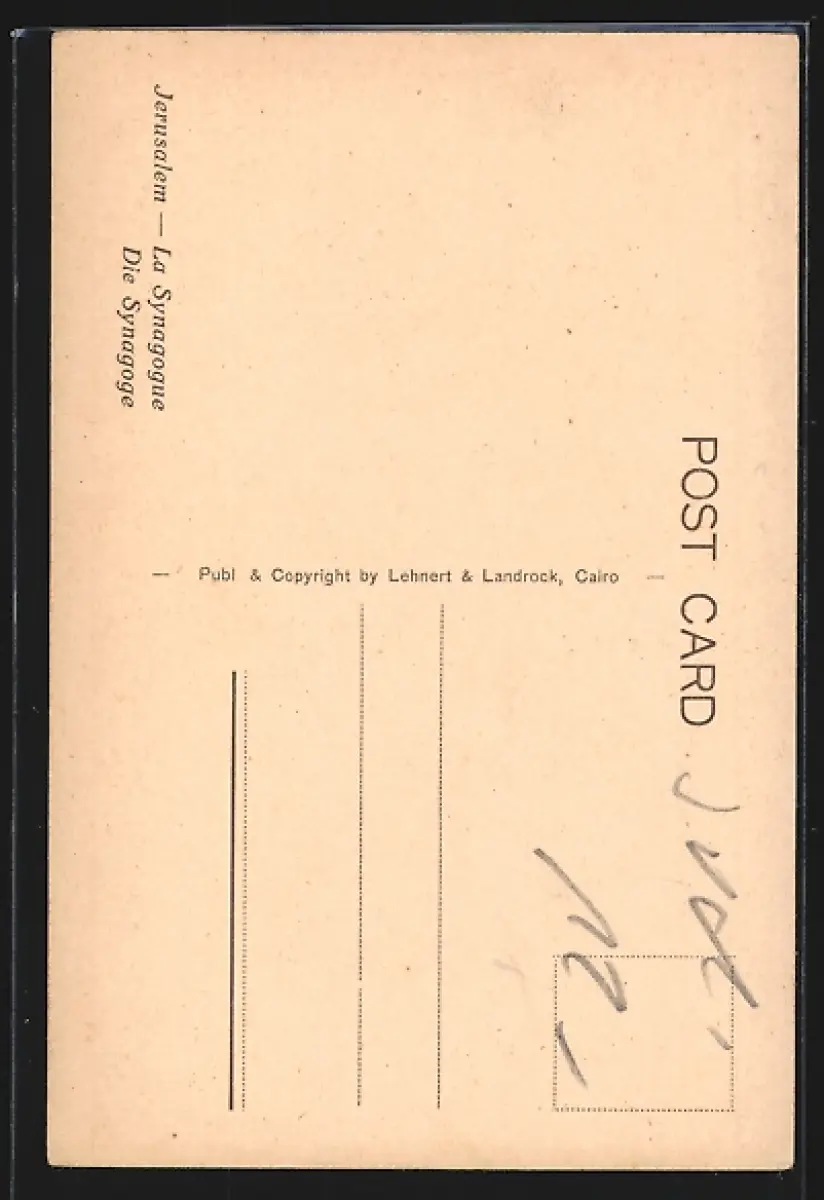 POST CARD
Jerusalem — La Synagogue
Die Synagoge
— Publ & Copyright by Lehnert & Landrock, Cairo —